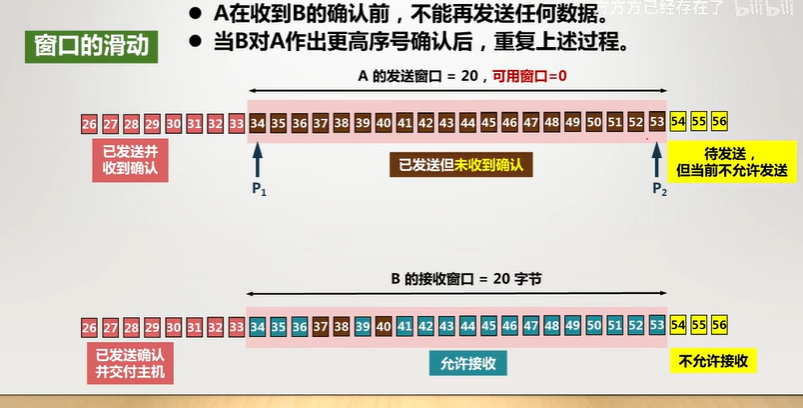 方方方已经存在了 bilibili
● A在收到B的确认前，不能再发送任何数据。
窗口的滑动
● 当B对A作出更高序号确认后，重复上述过程。
A 的发送窗口 = 20，可用窗口=0
26 27 28 29 30 31 32 33 34 35 36 37 38 39 40 41 42 43 44 45 46 47 48 49 50 51 52 53 54 55 56
已发送并
收到确认
已发送但未收到确认
待发送，
但当前不允许发送
P1
P2
B 的接收窗口 = 20 字节
26 27 28 29 30 31 32 33 34 35 36 37 38 39 40 41 42 43 44 45 46 47 48 49 50 51 52 53 54 55 56
已发送确认
并交付主机
允许接收
不允许接收